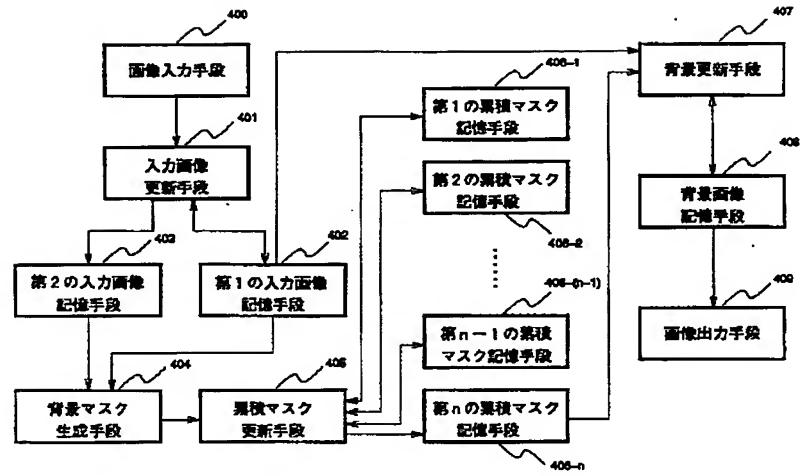 400
画像入力手段
401
入力画像
更新手段
403
第2の入力画像
記憶手段
402
第1の入力画像
記憶手段
404
背景マスク
生成手段
405
累積マスク
更新手段
406-1
第1の累積マスク
記憶手段
第2の累積マスク
記憶手段
406-2
406-(n-1)
第n-1の累積
マスク記憶手段
第nの累積マスク
記憶手段
406-n
407
背景更新手段
408
背景画像
記憶手段
409
画像出力手段